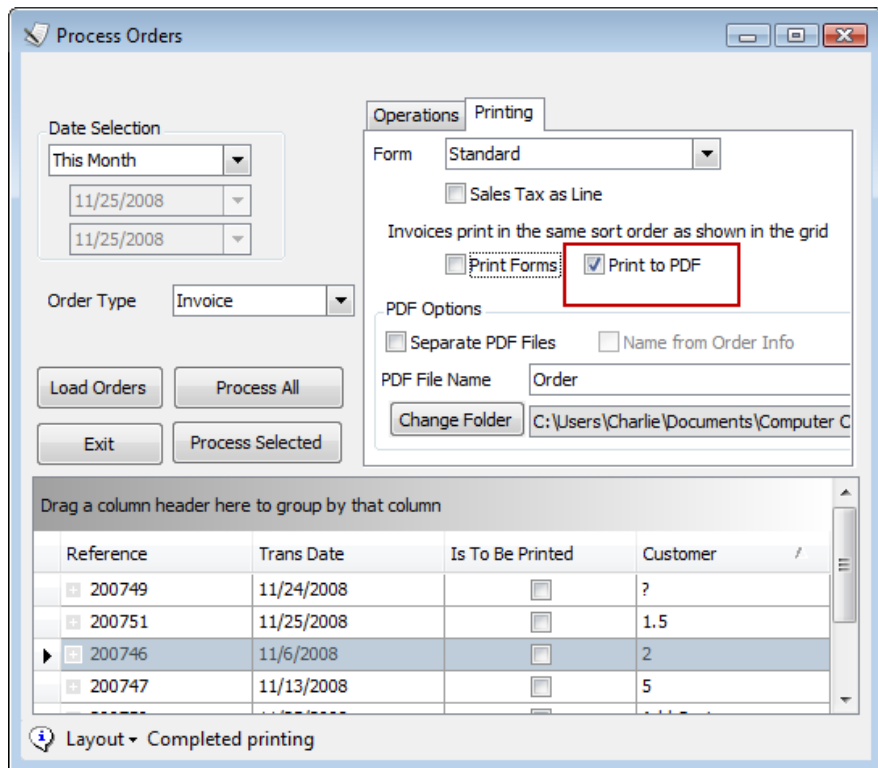 Process Orders
Date Selection
This Month
11/25/2008
11/25/2008
Order Type Invoice
Load Orders Process All
Exit Process Selected
Operations Printing
Form Standard
Sales Tax as Line
Invoices print in the same sort order as shown in the grid
Print Forms Print to PDF
PDF Options
Separate PDF Files Name from Order Info
PDF File Name Order
Change Folder C:\Users\Charlie\Documents\Computer C
Drag a column header here to group by that column
Reference Trans Date Is To Be Printed Customer
200749 11/24/2008 ?
200751 11/25/2008 1.5
200746 11/6/2008 2
200747 11/13/2008 5
Layout Completed printing